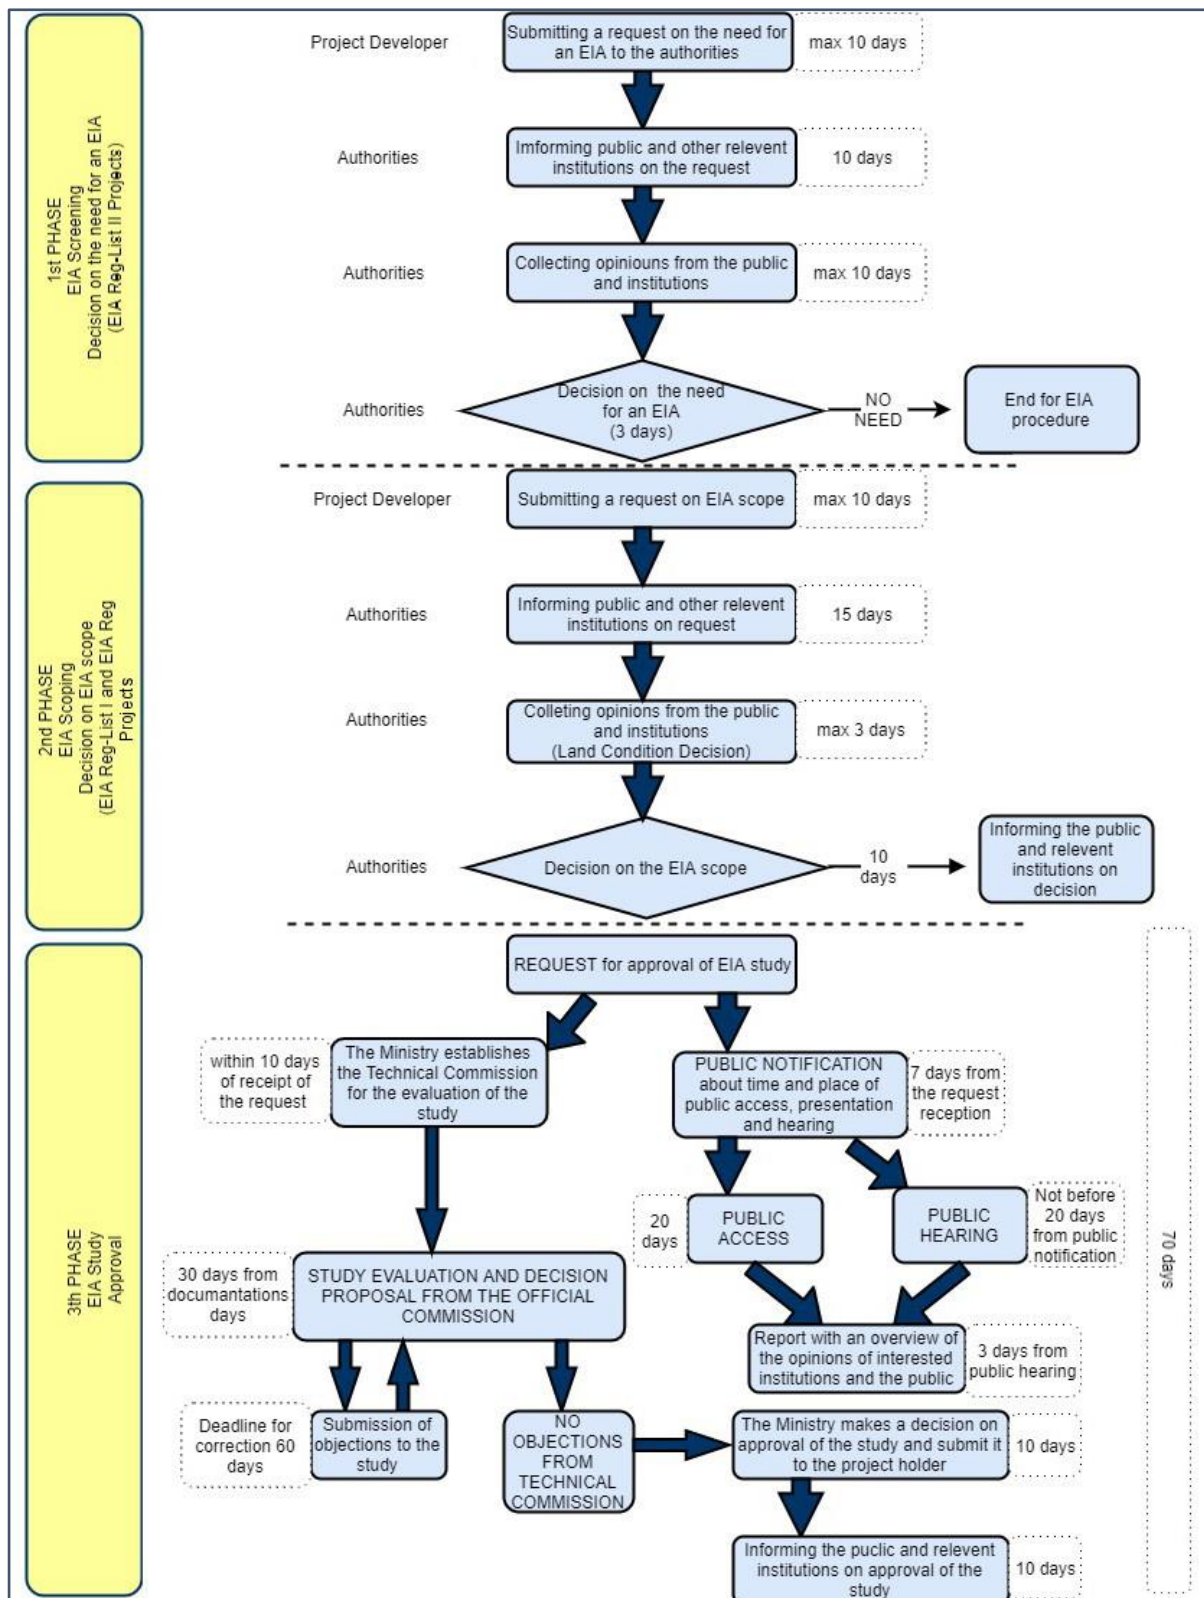 1st PHASE
EIA Screening
Decision on the need for an EIA
(EIA Reg-List II Projects)
Project Developer
Submitting a request on the need for
an EIA to the authorities
max 10 days
Authorities
Imforming public and other relevent
institutions on the request
10 days
Authorities
Collecting opiniouns from the public
and institutions
max 10 days
Authorities
Decision on the need
for an EIA
(3 days)
NO
NEED
End for EIA
procedure
2nd PHASE
EIA Scoping
Decision on EIA scope
(EIA Reg-List I and EIA Reg
Projects
Project Developer
Submitting a request on EIA scope
max 10 days
Authorities
Informing public and other relevent
institutions on request
15 days
Authorities
Colleting opinions from the public
and institutions
(Land Condition Decision)
max 3 days
Authorities
Decision on the EIA scope
10
days
Informing the public
and relevent
institutions on
decision
3th PHASE
EIA Study
Approval
REQUEST for approval of EIA study
within 10 days
of receipt of
the request
The Ministry establishes
the Technical Commission
for the evaluation of the
study
PUBLIC NOTIFICATION
about time and place of
public access, presentation
and hearing
7 days from
the request
reception
20
days
PUBLIC
ACCESS
PUBLIC
HEARING
Not before
20 days
from public
notification
70 days
30 days from
documantations
days
STUDY EVALUATION AND DECISION
PROPOSAL FROM THE OFFICIAL
COMMISSION
Report with an overview of
the opinions of interested
institutions and the public
3 days from
public hearing
Deadline for
correction 60
days
Submission of
objections to the
study
NO
OBJECTIONS
FROM
TECHNICAL
COMMISSION
The Ministry makes a decision on
approval of the study and submit it
to the project holder
10 days
Informing the puclic and relevent
institutions on approval of the
study
10 days